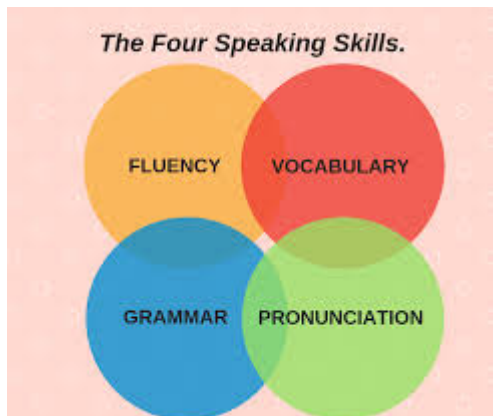 The Four Speaking Skills.
FLUENCY
VOCABULARY
GRAMMAR
PRONUNCIATION